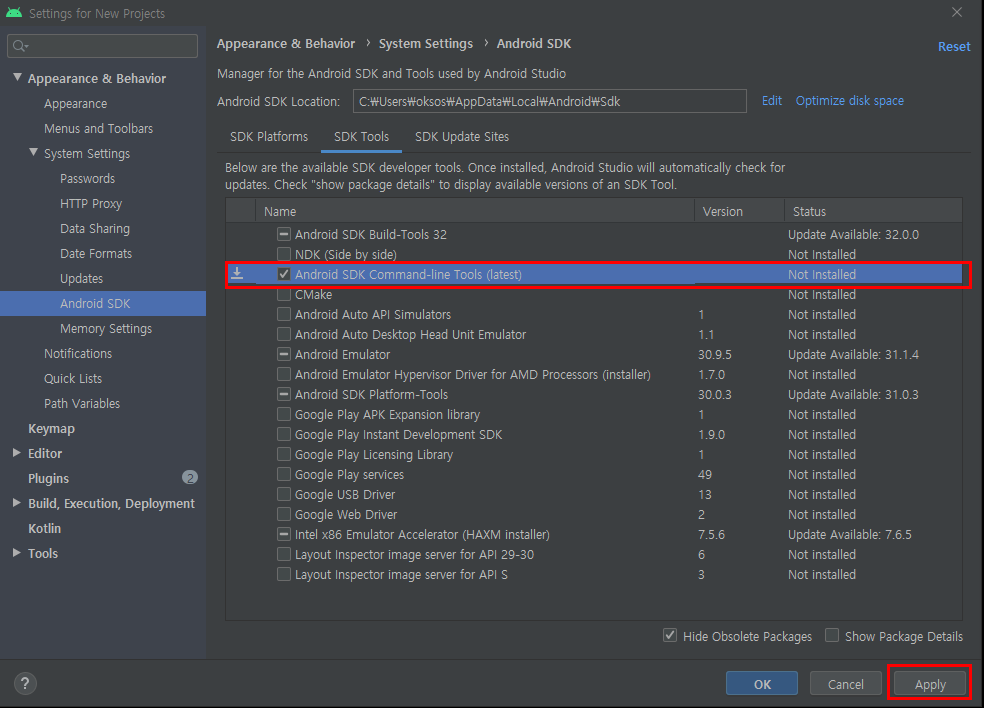 Settings for New Projects
Appearance & Behavior
Appearance
Menus and Toolbars
System Settings
Passwords
HTTP Proxy
Data Sharing
Date Formats
Updates
Android SDK
Memory Settings
Notifications
Quick Lists
Path Variables
Keymap
Editor
Plugins 2
Build, Execution, Deployment
Kotlin
Tools
Appearance & Behavior › System Settings › Android SDK
Reset
Manager for the Android SDK and Tools used by Android Studio
Android SDK Location: C:₩Users₩oksos₩AppData₩Local₩Android₩Sdk Edit Optimize disk space
SDK Platforms SDK Tools SDK Update Sites
Below are the available SDK developer tools. Once installed, Android Studio will automatically check for
updates. Check "show package details" to display available versions of an SDK Tool.
Name Version Status
Android SDK Build-Tools 32 Update Available: 32.0.0
NDK (Side by side) Not Installed
Android SDK Command-line Tools (latest) Not Installed
CMake Not Installed
Android Auto API Simulators 1 Not installed
Android Auto Desktop Head Unit Emulator 1.1 Not installed
Android Emulator 30.9.5 Update Available: 31.1.4
Android Emulator Hypervisor Driver for AMD Processors (installer) 1.7.0 Not installed
Android SDK Platform-Tools 30.0.3 Update Available: 31.0.3
Google Play APK Expansion library 1 Not installed
Google Play Instant Development SDK 1.9.0 Not installed
Google Play Licensing Library 1 Not installed
Google Play services 49 Not installed
Google USB Driver 13 Not installed
Google Web Driver 2 Not installed
Intel x86 Emulator Accelerator (HAXM installer) 7.5.6 Update Available: 7.6.5
Layout Inspector image server for API 29-30 6 Not installed
Layout Inspector image server for API S 3 Not installed
Hide Obsolete Packages Show Package Details
? OK Cancel Apply